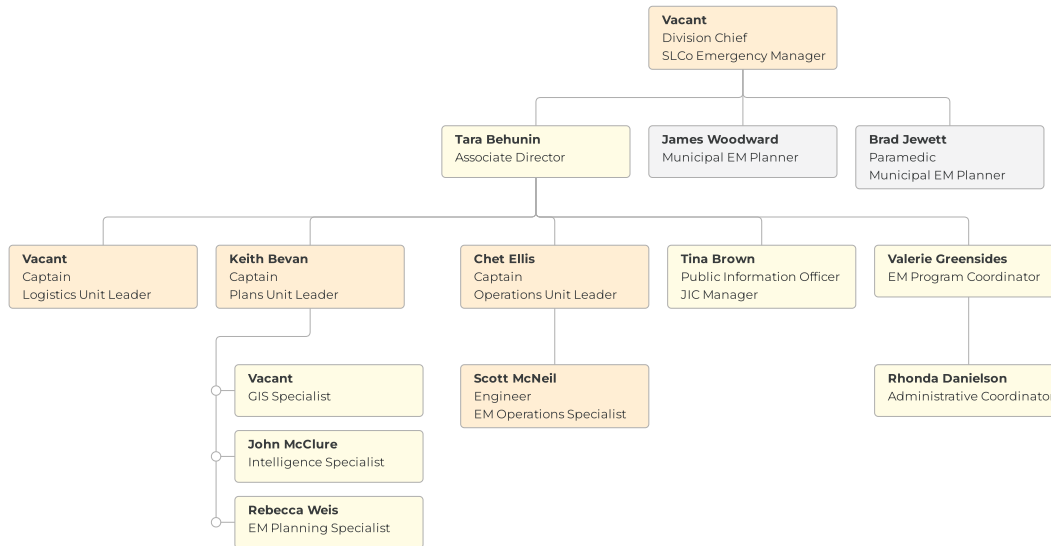 Vacant
Division Chief
SLCo Emergency Manager
Tara Behunin
Associate Director
James Woodward
Municipal EM Planner
Brad Jewett
Paramedic
Municipal EM Planner
Vacant
Captain
Logistics Unit Leader
Keith Bevan
Captain
Plans Unit Leader
Chet Ellis
Captain
Operations Unit Leader
Tina Brown
Public Information Officer
JIC Manager
Valerie Greensides
EM Program Coordinator
Vacant
GIS Specialist
John McClure
Intelligence Specialist
Rebecca Weis
EM Planning Specialist
Scott McNeil
Engineer
EM Operations Specialist
Rhonda Danielson
Administrative Coordinato